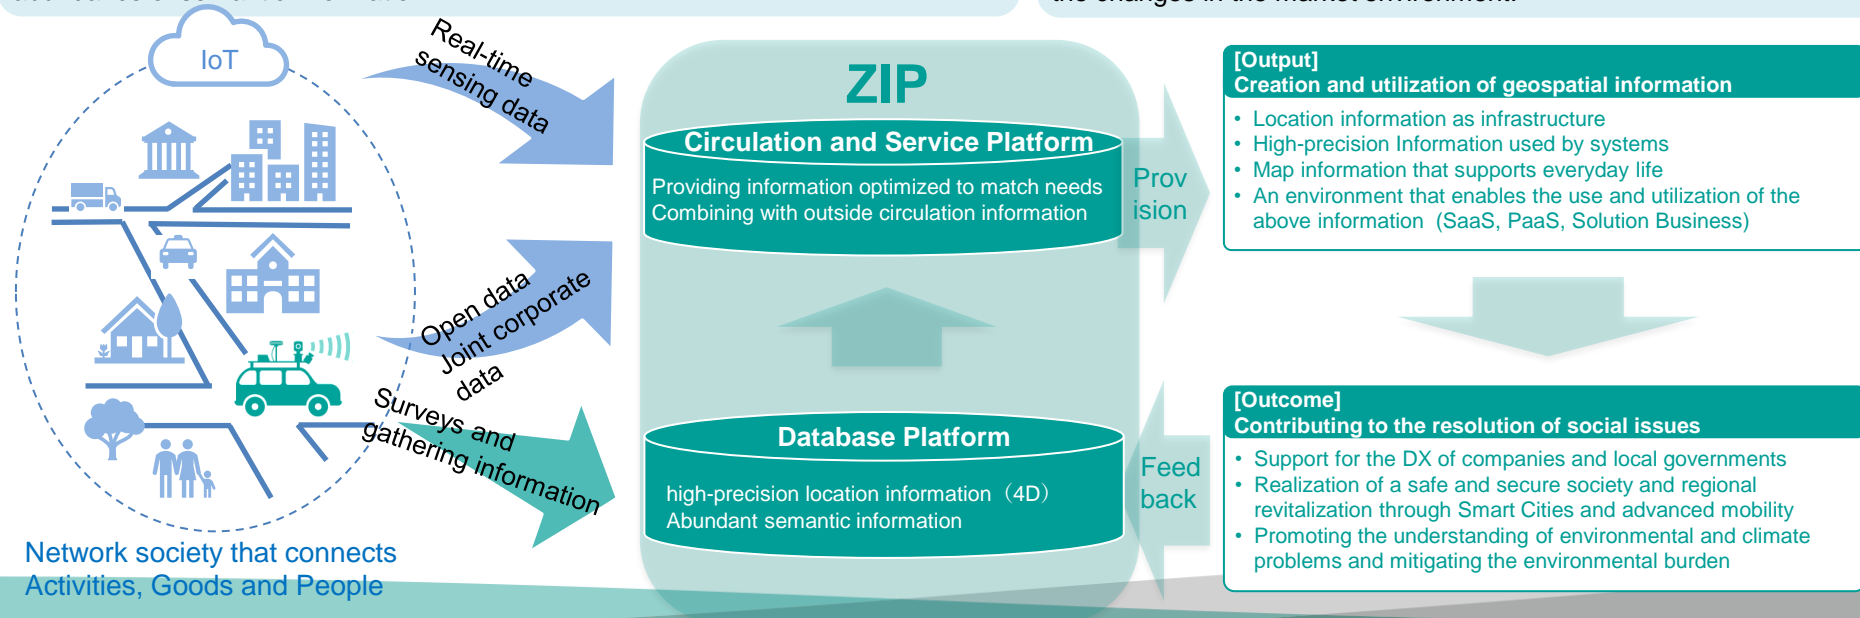 the changes in the market environment.
IoT
Real-time
sensing data
Open data
Joint corporate
data
Surveys and
gathering information
Network society that connects
Activities, Goods and People
ZIP
Circulation and Service Platform
Providing information optimized to match needs
Combining with outside circulation information
Database Platform
high-precision location information（4D）
Abundant semantic information
Prov
ision
Feed
back
[Output]
Creation and utilization of geospatial information
• Location information as infrastructure
• High-precision Information used by systems
• Map information that supports everyday life
• An environment that enables the use and utilization of the
above information (SaaS, PaaS, Solution Business)
[Outcome]
Contributing to the resolution of social issues
• Support for the DX of companies and local governments
• Realization of a safe and secure society and regional
revitalization through Smart Cities and advanced mobility
• Promoting the understanding of environmental and climate
problems and mitigating the environmental burden